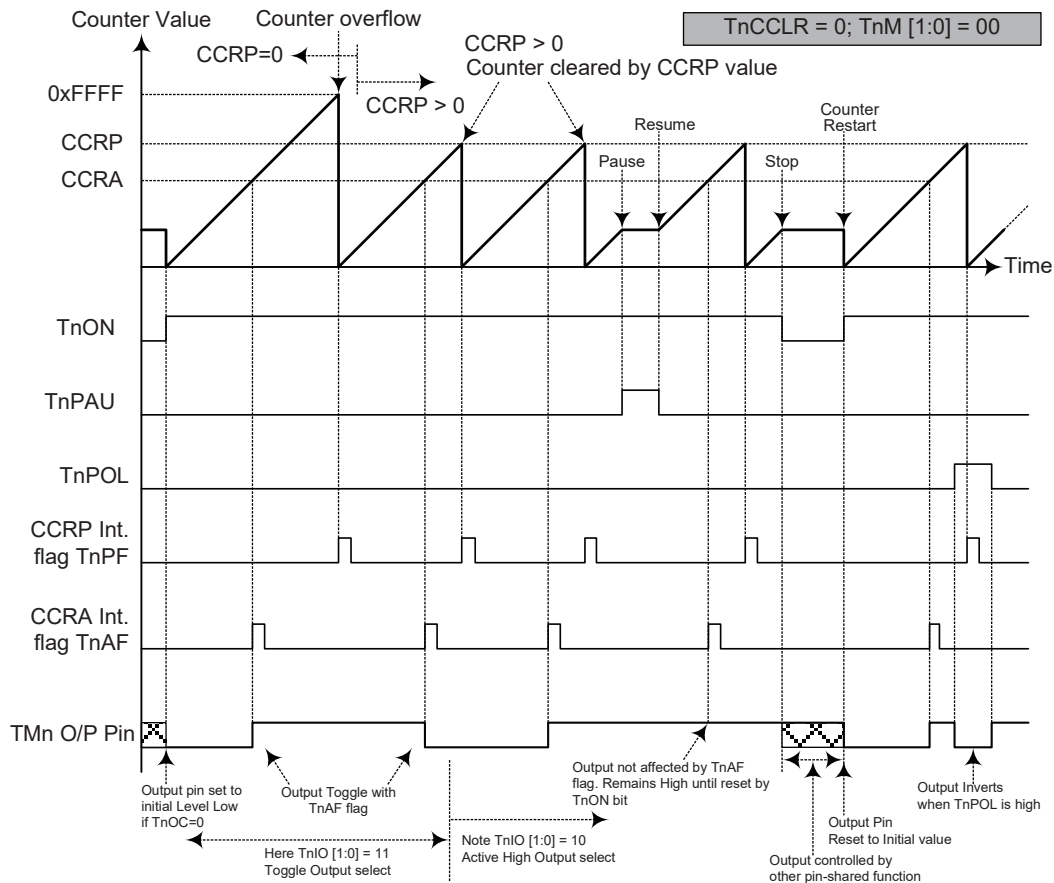 Counter Value
Counter overflow
TnCCLR = 0; TnM [1:0] = 00
CCRP=0
CCRP > 0
CCRP > 0
Counter cleared by CCRP value
0xFFFF
CCRP
CCRA
Pause
Resume
Stop
Counter
Restart
Time
TnON
TnPAU
TnPOL
CCRP Int.
flag TnPF
CCRA Int.
flag TnAF
TMn O/P Pin
Output pin set to
initial Level Low
if TnOC=0
Output Toggle with
TnAF flag
Output not affected by TnAF
flag. Remains High until reset by
TnON bit
Output Inverts
when TnPOL is high
Output Pin
Reset to Initial value
Here TnIO [1:0] = 11
Toggle Output select
Note TnIO [1:0] = 10
Active High Output select
Output controlled by
other pin-shared function